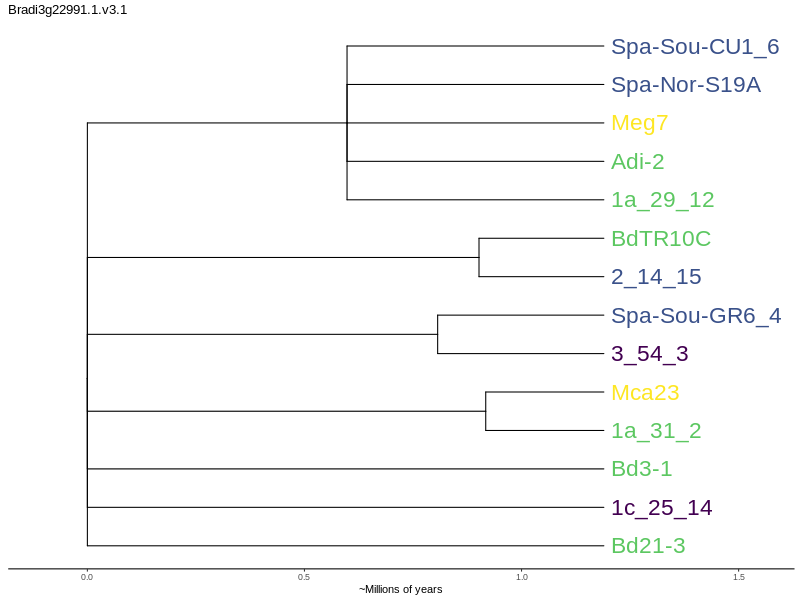 Bradi3g22991.1.v3.1
Spa-Sou-CU1_6
Spa-Nor-S19A
Meg7
Adi-2
1a_29_12
BdTR10C
2_14_15
Spa-Sou-GR6_4
3_54_3
Mca23
1a_31_2
Bd3-1
1c_25_14
Bd21-3
0.0 0.5 1.0 1.5
~Millions of years